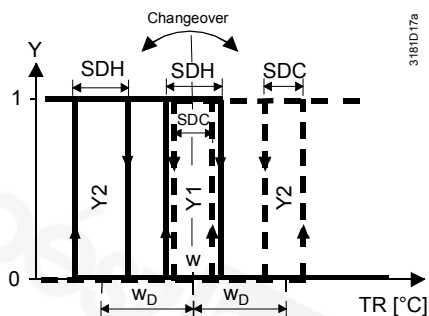 Changeover
3181D17a
Y
SDH
SDH
SDC
1
SDC
Y2
Y1
Y2
w
0
wD
wD
TR [°C]